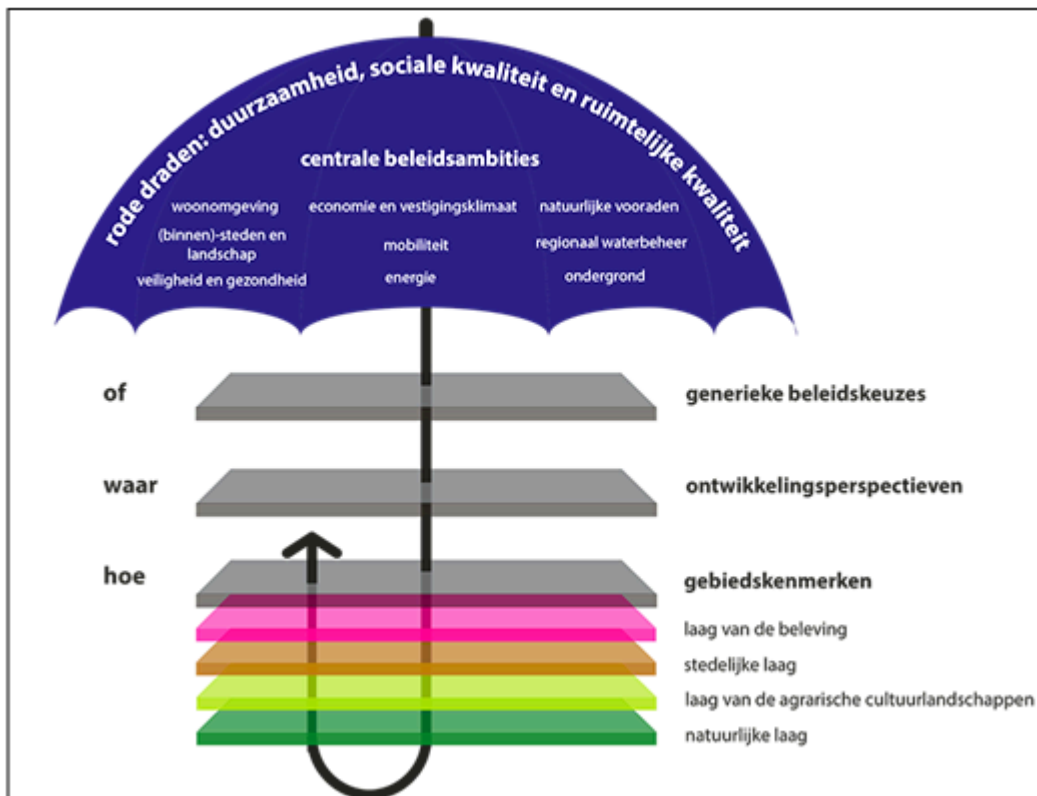 rode draden: duurzaamheid, sociale kwaliteit en ruimtelijke kwaliteit
centrale beleidsambities
woonomgeving
economie en vestigingsklimaat
natuurlijke vooraden
(binnen)-steden en
landschap
mobiliteit
regionaal waterbeheer
veiligheid en gezondheid
energie
ondergrond
of
generieke beleidskeuzes
waar
ontwikkelingsperspectieven
hoe
gebiedskenmerken
laag van de beleving
stedelijke laag
laag van de agrarische cultuurlandschappen
natuurlijke laag